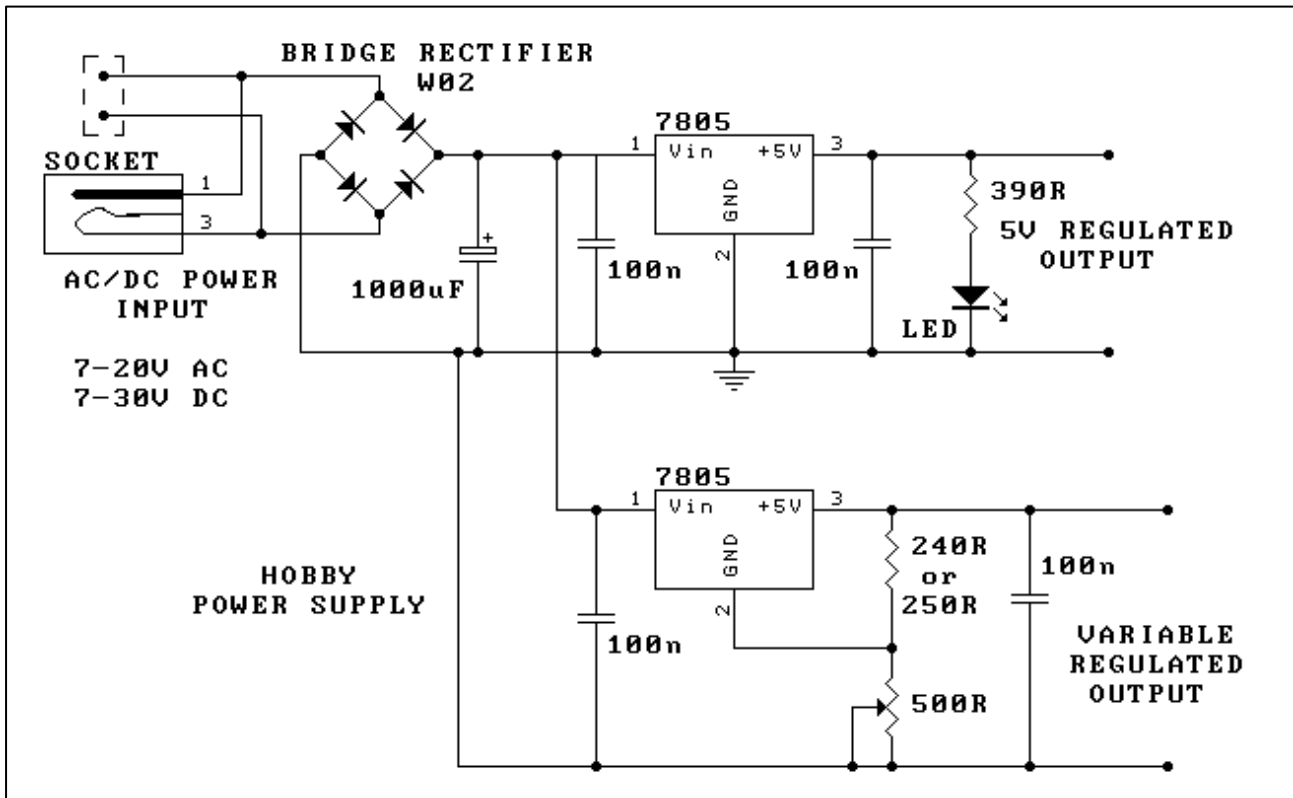 BRIDGE RECTIFIER
W02
SOCKET
1
3
AC/DC POWER
INPUT
7-20V AC
7-30V DC
+
1000uF
100n
7805
1
Vin
+5V
3
GND
2
100n
390R
5V REGULATED
OUTPUT
LED
HOBBY
POWER SUPPLY
100n
7805
1
Vin
+5V
3
GND
2
240R
or
250R
500R
100n
VARIABLE
REGULATED
OUTPUT